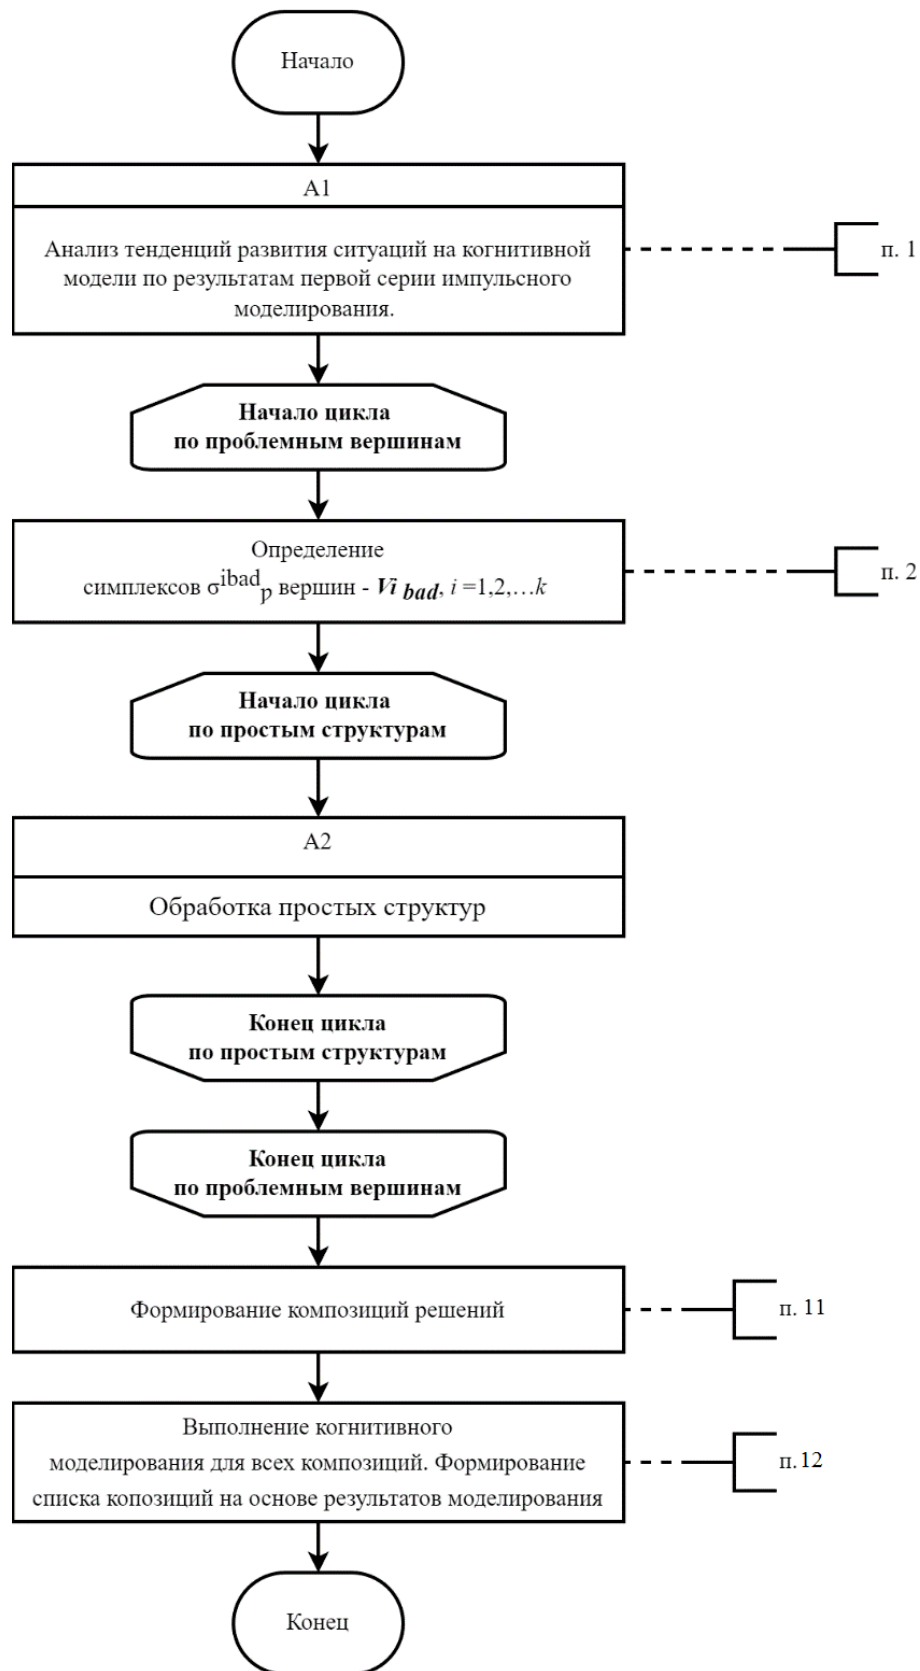 Начало
А1
Анализ тенденций развития ситуаций на когнитивной
модели по результатам первой серии импульсного
моделирования.
п. 1
Начало цикла
по проблемным вершинам
Определение
симплексов σ^ibad_p вершин - Vi bad, i =1,2,…k
п. 2
Начало цикла
по простым структурам
А2
Обработка простых структур
Конец цикла
по простым структурам
Конец цикла
по проблемным вершинам
Формирование композиций решений
п. 11
Выполнение когнитивного
моделирования для всех композиций. Формирование
списка копозиций на основе результатов моделирования
п.12
Конец